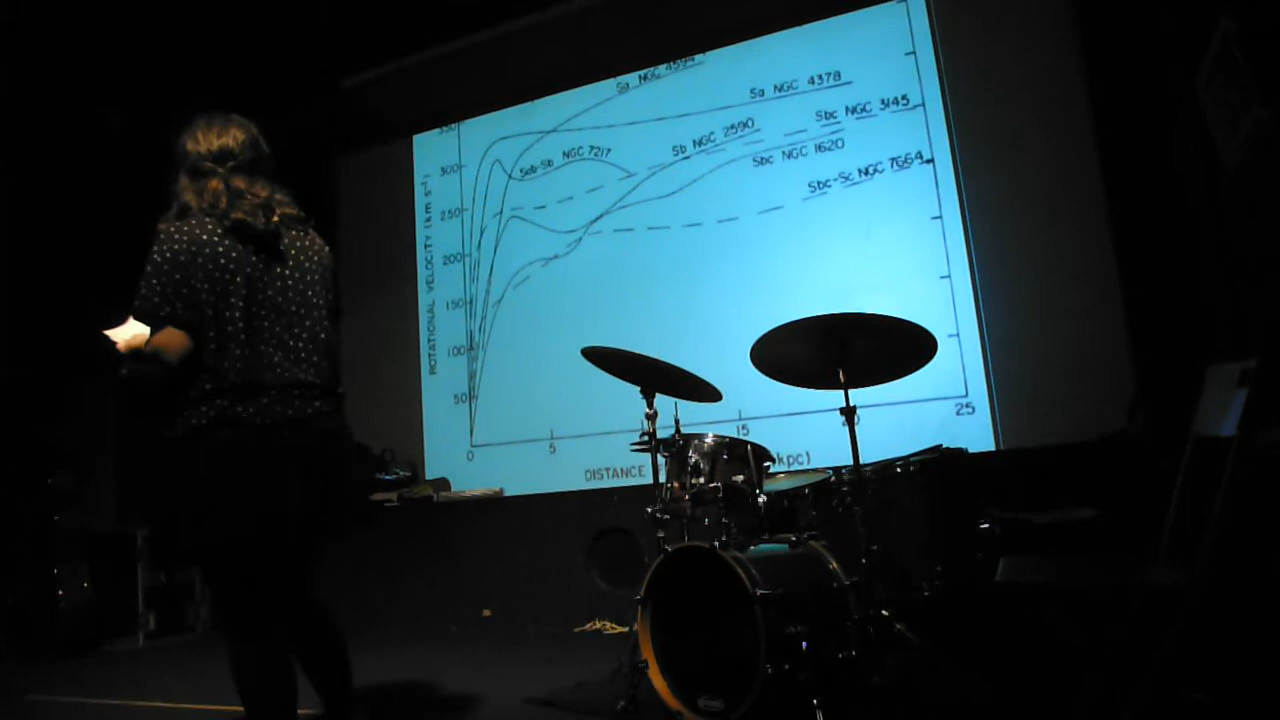 Sa NGC 4594
Sa NGC 4378
Sbc NGC 3145
Sb NGC 2590
Sab-Sb NGC 7217
Sbc NGC 1620
Sbc-Sc NGC 7664
ROTATIONAL VELOCITY (km s⁻¹)
350
300
250
200
150
100
50
0
5
15
20
25
DISTANCE
kpc)